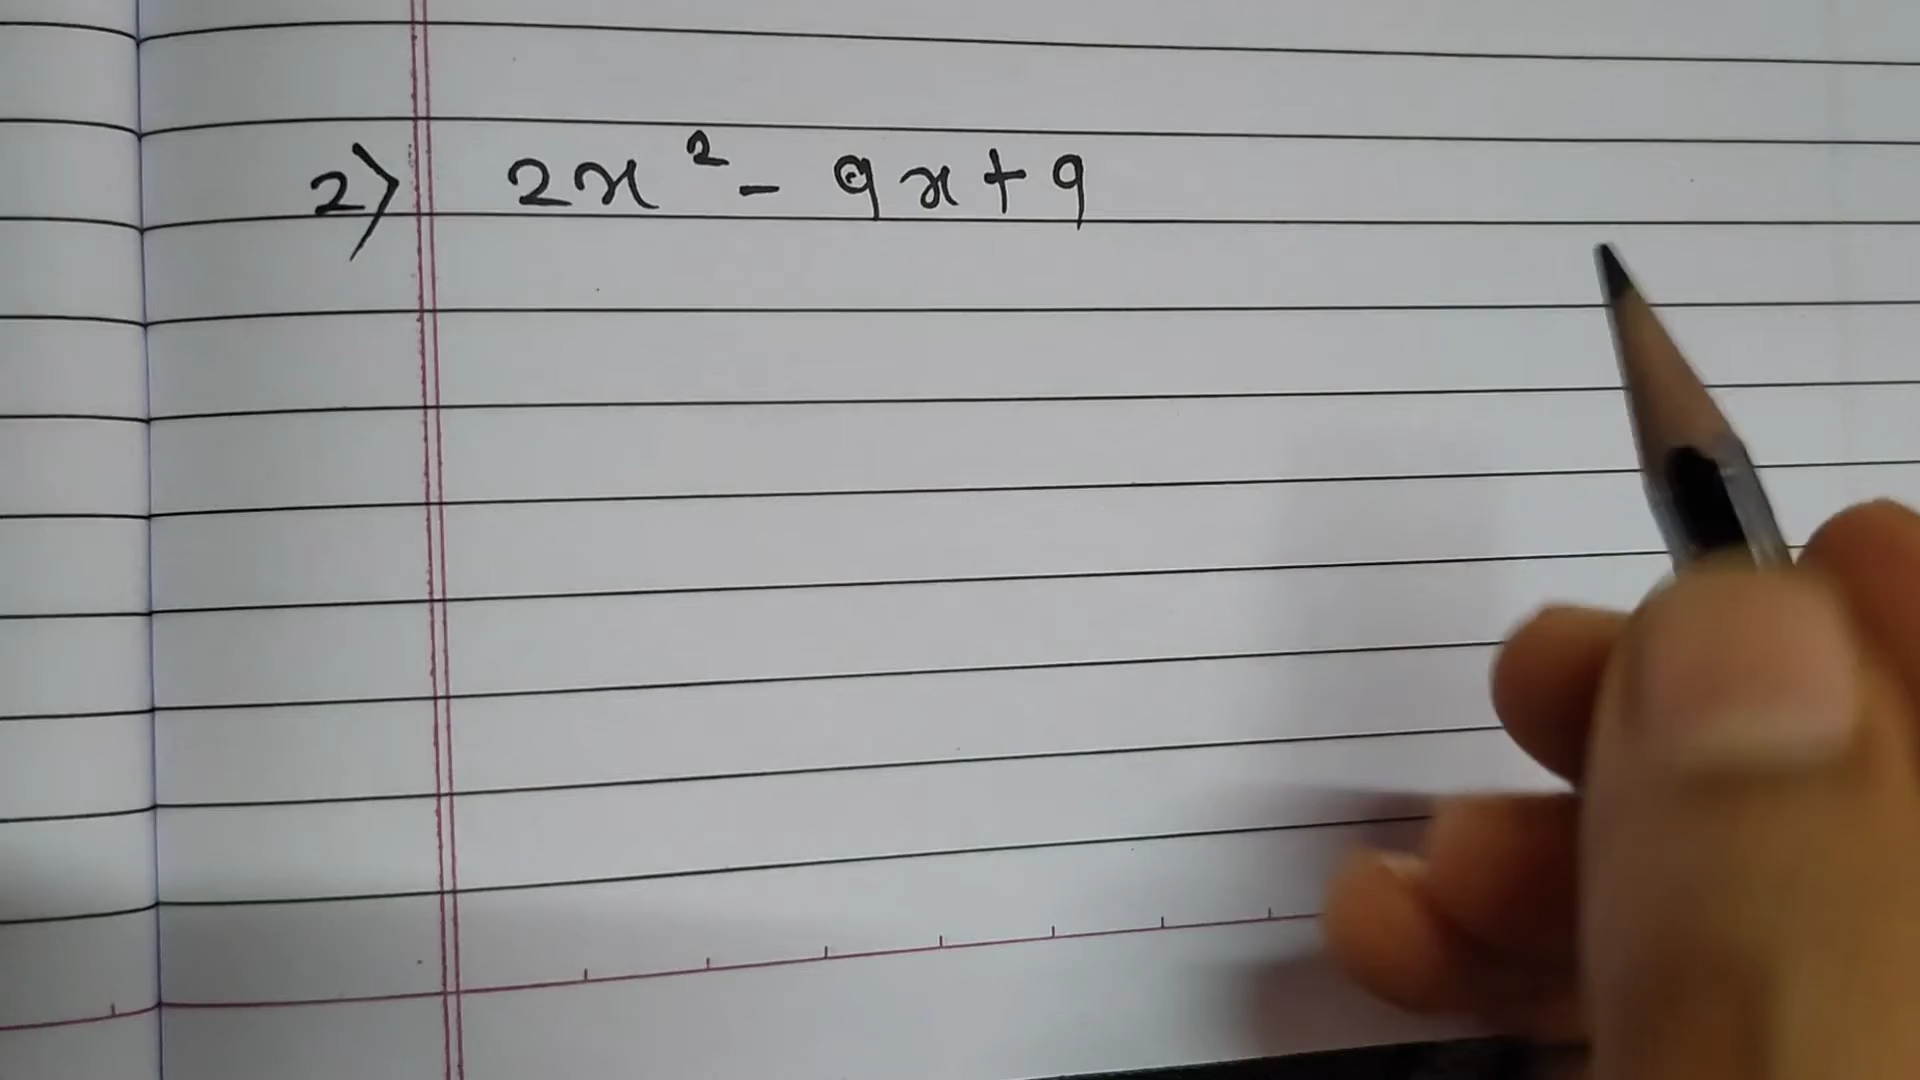 2) 2x² - 9x + 9